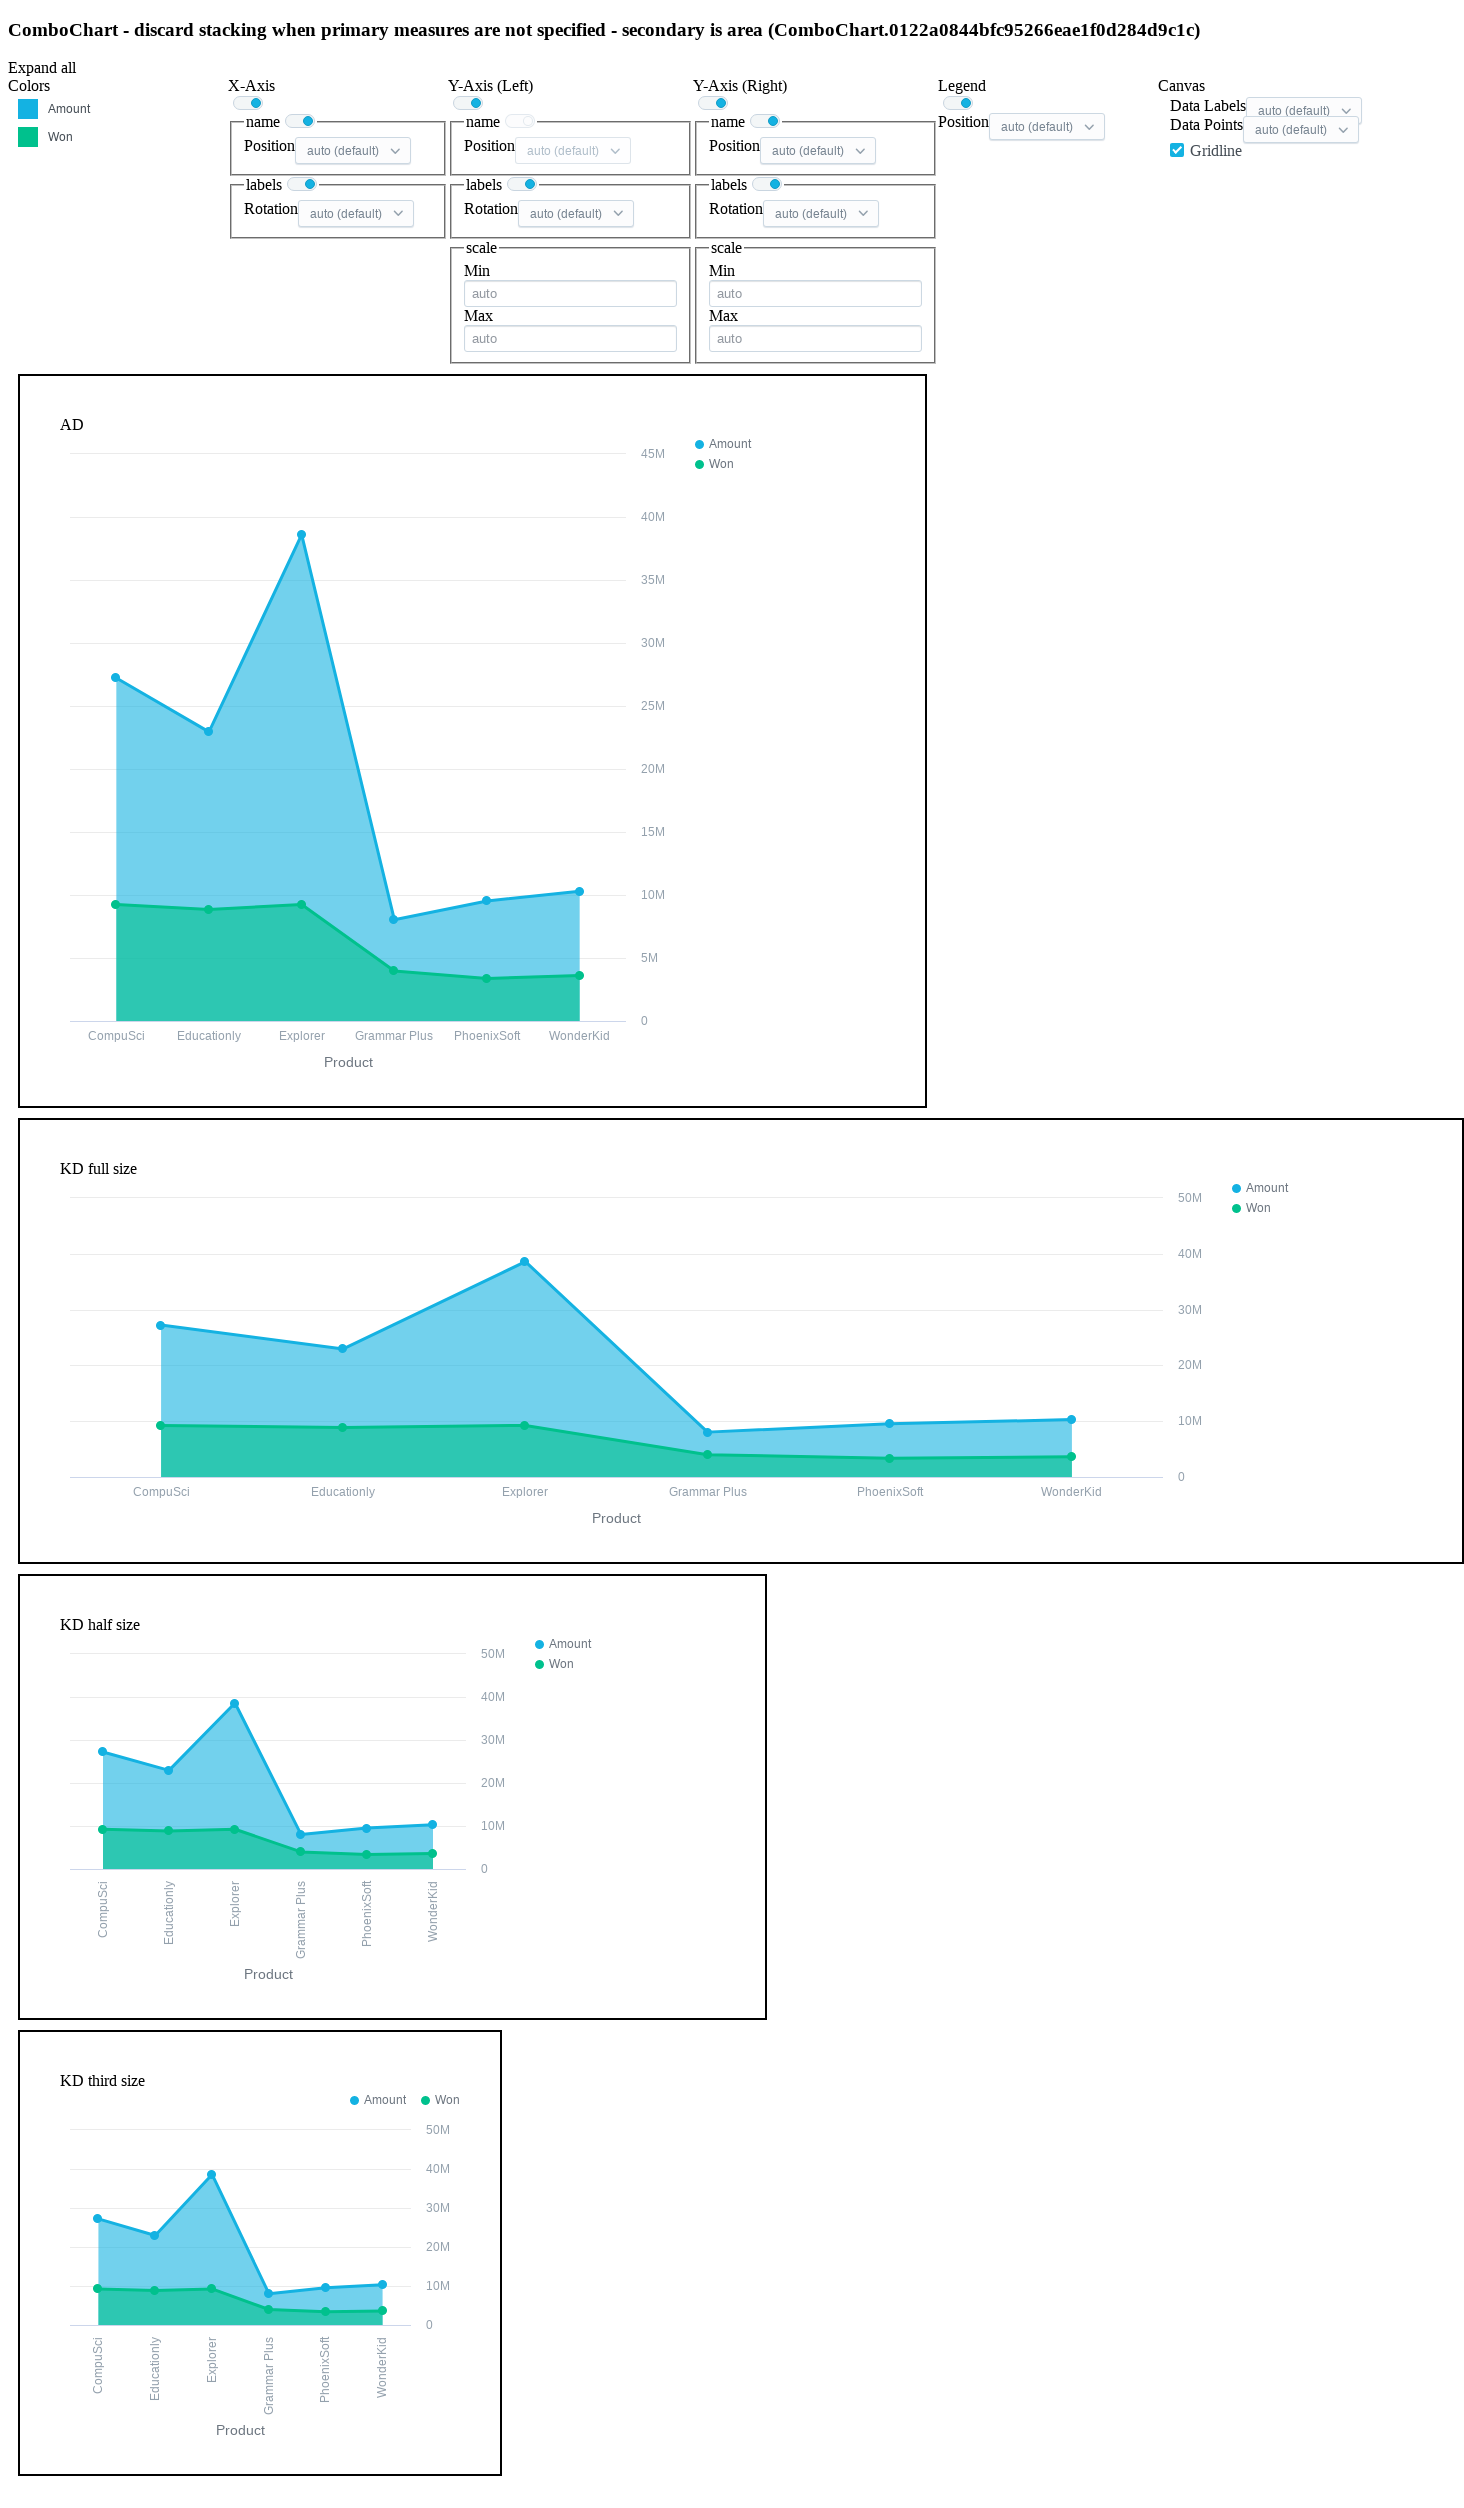 ComboChart - discard stacking when primary measures are not specified - secondary is area (ComboChart.0122a0844bfc95266eae1f0d284d9c1c)
Expand all
Colors
Amount
Won
X-Axis
name
Position auto (default)
labels
Rotation auto (default)
Y-Axis (Left)
name
Position auto (default)
labels
Rotation auto (default)
scale
Min
auto
Max
auto
Y-Axis (Right)
name
Position auto (default)
labels
Rotation auto (default)
scale
Min
auto
Max
auto
Legend
Position auto (default)
Canvas
Data Labels auto (default)
Data Points auto (default)
Gridline
AD
Amount
Won
45M
40M
35M
30M
25M
20M
15M
10M
5M
0
CompuSci Educationly Explorer Grammar Plus PhoenixSoft WonderKid
Product
KD full size
Amount
Won
50M
40M
30M
20M
10M
0
CompuSci Educationly Explorer Grammar Plus PhoenixSoft WonderKid
Product
KD half size
Amount
Won
50M
40M
30M
20M
10M
0
CompuSci
Educationly
Explorer
Grammar Plus
PhoenixSoft
WonderKid
Product
KD third size
Amount Won
50M
40M
30M
20M
10M
0
CompuSci
Educationly
Explorer
Grammar Plus
PhoenixSoft
WonderKid
Product